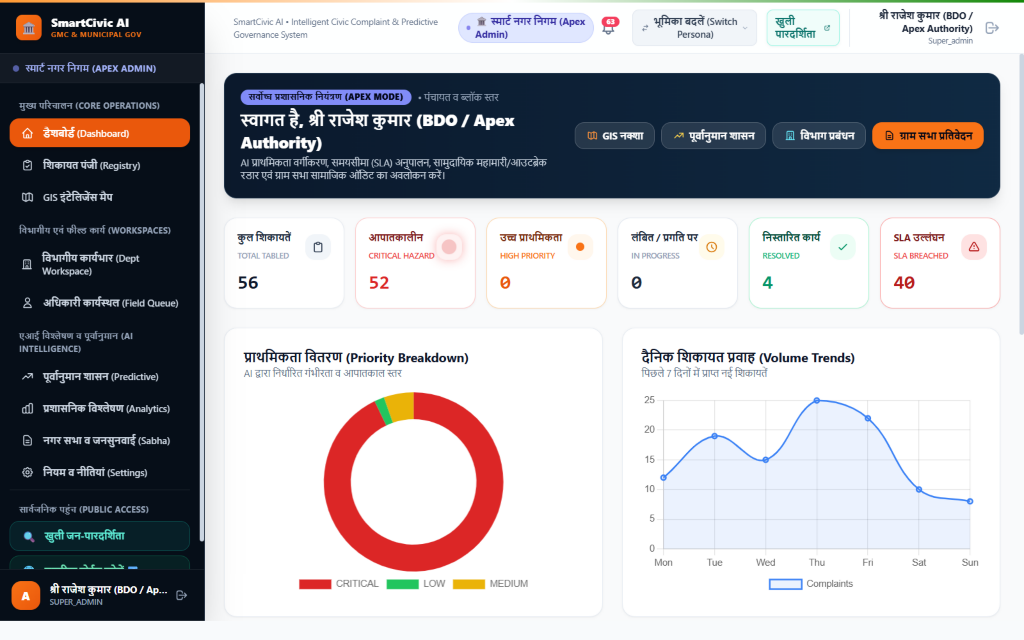 SmartCivic AI
GMC & MUNICIPAL GOV
स्मार्ट नगर निगम (APEX ADMIN)
मुख्य परिचालन (CORE OPERATIONS)
डैशबोर्ड (Dashboard)
शिकायत पंजी (Registry)
GIS इंटेलिजेंस मैप
विभागीय एवं फील्ड कार्य (WORKSPACES)
विभागीय कार्यभार (Dept
Workspace)
अधिकारी कार्यस्थल (Field Queue)
एआई विश्लेषण व पूर्वानुमान (AI
INTELLIGENCE)
पूर्वानुमान शासन (Predictive)
प्रशासनिक विश्लेषण (Analytics)
नगर सभा व जनसुनवाई (Sabha)
नियम व नीतियां (Settings)
सार्वजनिक पहुंच (PUBLIC ACCESS)
खुली जन-पारदर्शिता
A
श्री राजेश कुमार (BDO / Ap...
SUPER_ADMIN
SmartCivic AI • Intelligent Civic Complaint & Predictive
Governance System
स्मार्ट नगर निगम (Apex
Admin)
63
भूमिका बदलें (Switch
Persona)
खुली
पारदर्शिता
श्री राजेश कुमार (BDO /
Apex Authority)
Super_admin
सर्वोच्च प्रशासनिक नियंत्रण (APEX MODE)
• पंचायत व ब्लॉक स्तर
स्वागत है, श्री राजेश कुमार (BDO / Apex
Authority)
AI प्राथमिकता वर्गीकरण, समयसीमा (SLA) अनुपालन, सामुदायिक महामारी/आउटब्रेक
रडार एवं ग्राम सभा सामाजिक ऑडिट का अवलोकन करें।
GIS नक्शा
पूर्वानुमान शासन
विभाग प्रबंधन
ग्राम सभा प्रतिवेदन
कुल शिकायतें
TOTAL TABLED
56
आपातकालीन
CRITICAL HAZARD
52
उच्च प्राथमिकता
HIGH PRIORITY
0
लंबित / प्रगति पर
IN PROGRESS
0
निस्तारित कार्य
RESOLVED
4
SLA उल्लंघन
SLA BREACHED
40
प्राथमिकता वितरण (Priority Breakdown)
AI द्वारा निर्धारित गंभीरता व आपातकाल स्तर
CRITICAL
LOW
MEDIUM
दैनिक शिकायत प्रवाह (Volume Trends)
पिछले 7 दिनों में प्राप्त नई शिकायतें
25
20
15
10
5
0
Mon Tue Wed Thu Fri Sat Sun
Complaints